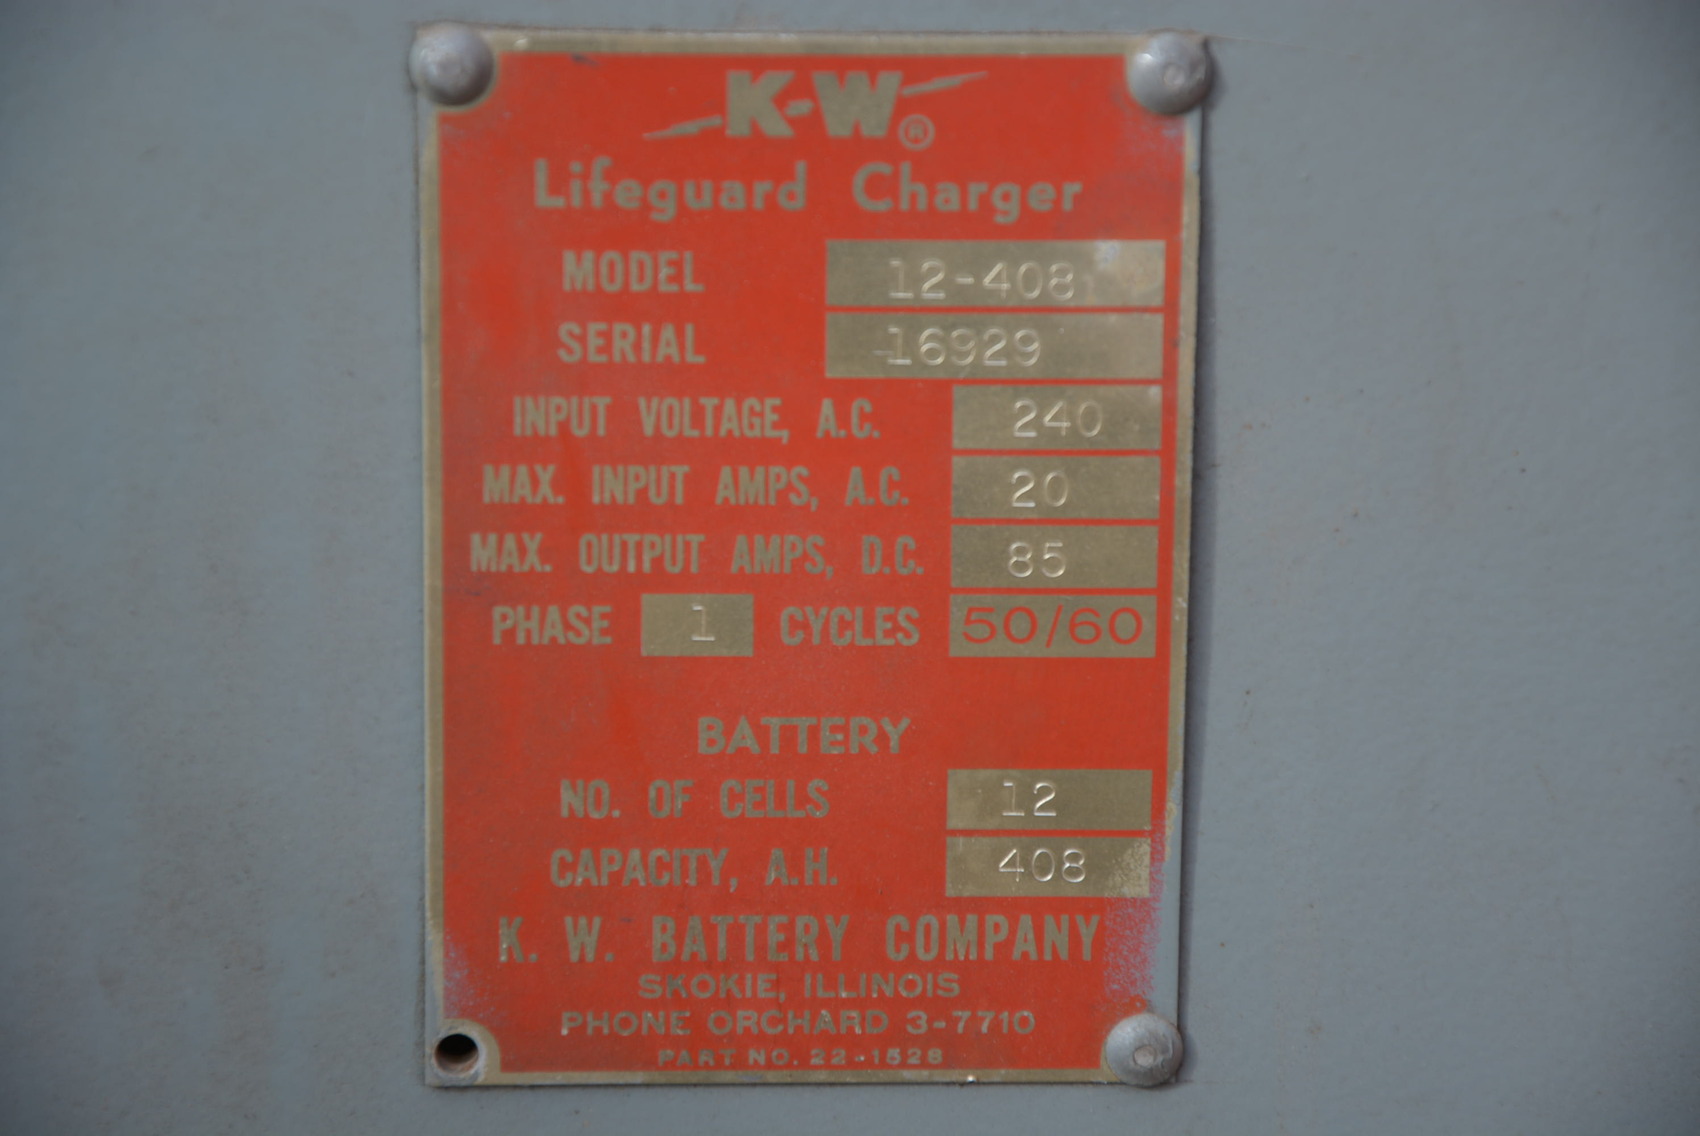 K-W ®
Lifeguard Charger
MODEL 12-408
SERIAL 16929
INPUT VOLTAGE, A.C. 240
MAX. INPUT AMPS, A.C. 20
MAX. OUTPUT AMPS, D.C. 85
PHASE 1 CYCLES 50/60
BATTERY
NO. OF CELLS 12
CAPACITY, A.H. 408
K. W. BATTERY COMPANY
SKOKIE, ILLINOIS
PHONE ORCHARD 3-7710
PART NO. 22-1528